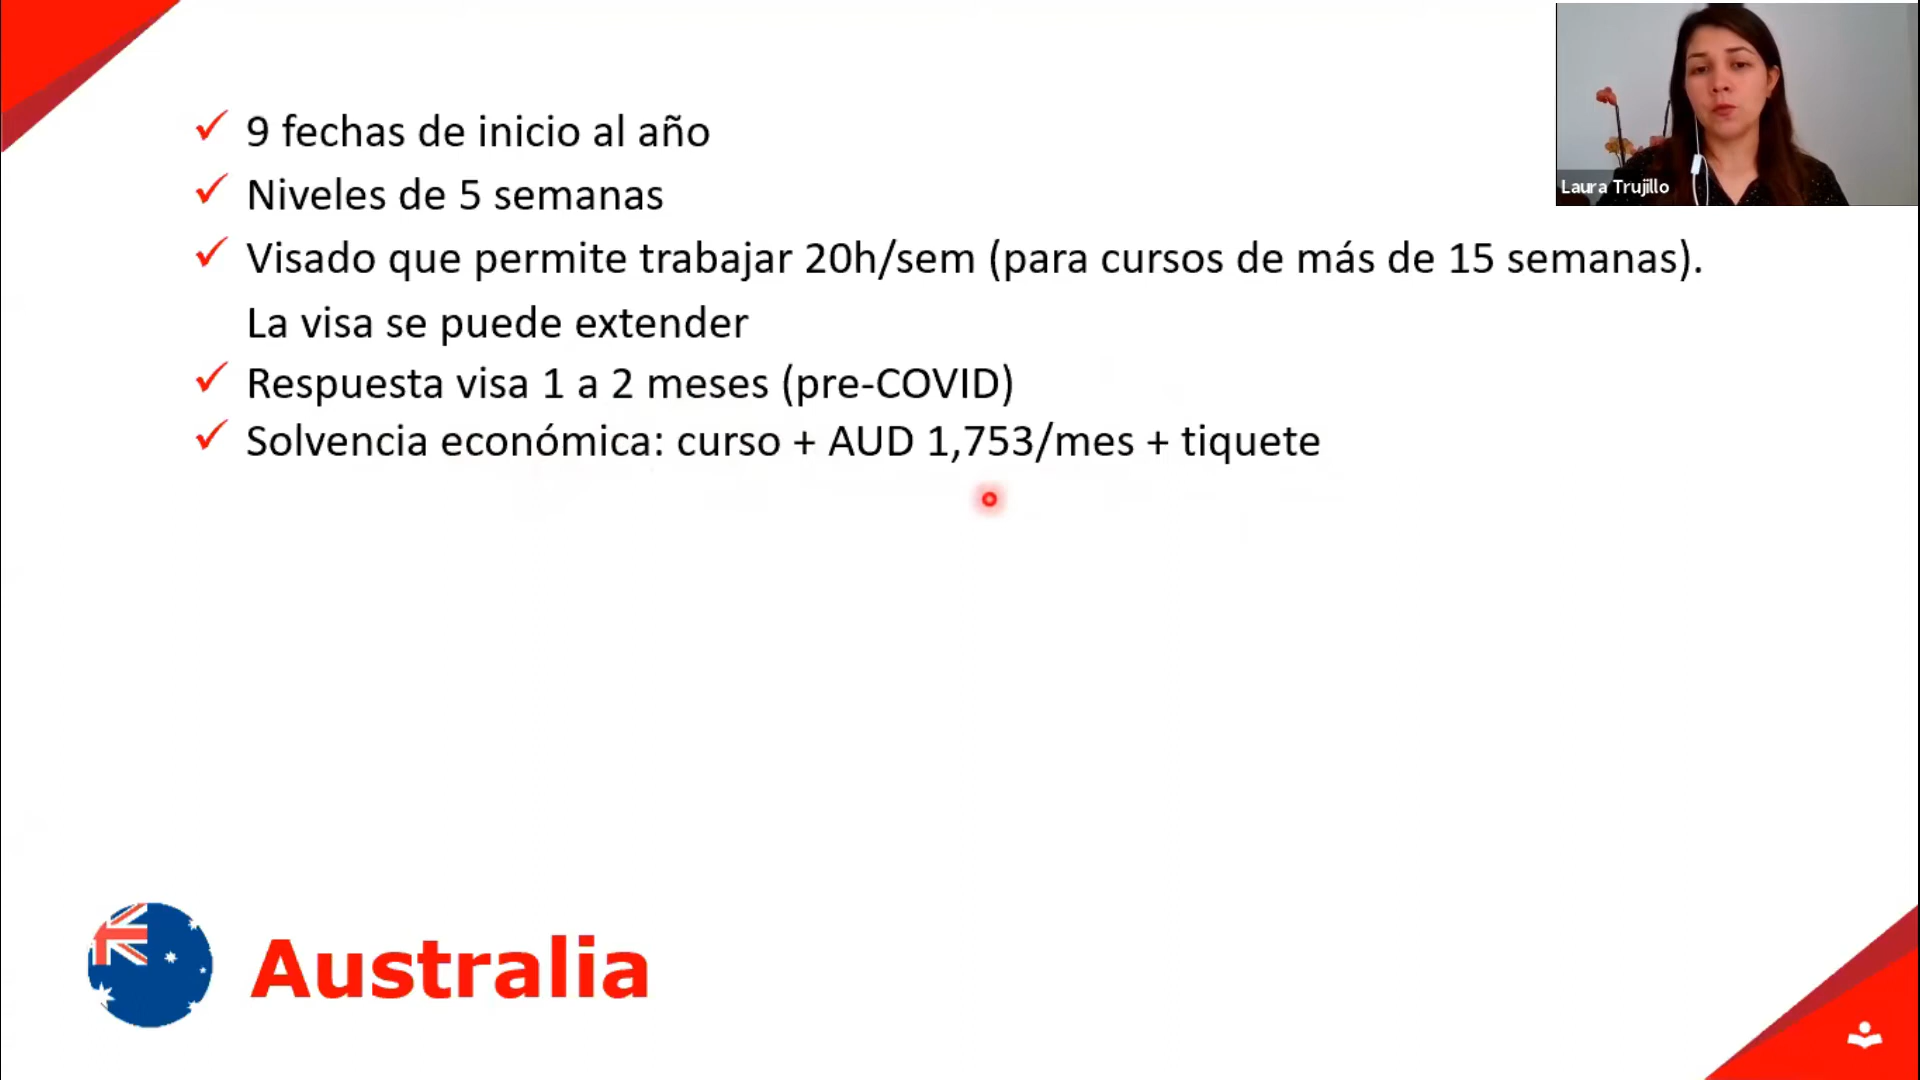 9 fechas de inicio al año
Niveles de 5 semanas
Visado que permite trabajar 20h/sem (para cursos de más de 15 semanas).
La visa se puede extender
Respuesta visa 1 a 2 meses (pre-COVID)
Solvencia económica: curso + AUD 1,753/mes + tiquete
Laura Trujillo
Australia